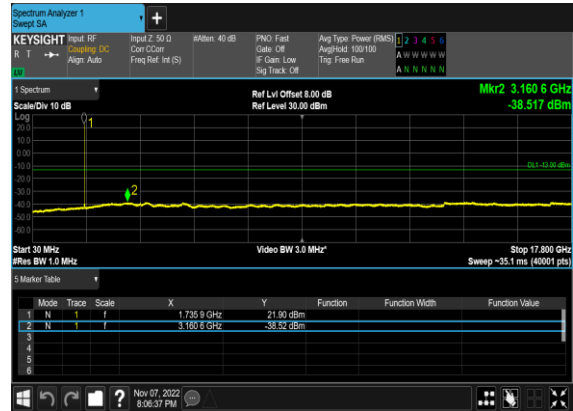 Spectrum Analyzer 1
Swept SA
+
KEYSIGHT Input: RF Input Z: 50 Ω #Atten: 40 dB PNO: Fast Avg Type: Power (RMS) 1 2 3 4 5 6
R T Coupling: DC Corr CCorr Gate: Off Avg|Hold: 100/100 A W W W W W
Align: Auto Freq Ref: Int (S) IF Gain: Low Trig: Free Run
LW Sig Track: Off A N N N N N
1 Spectrum Ref Lvl Offset 8.00 dB Mkr2 3.160 6 GHz
Scale/Div 10 dB Ref Level 30.00 dBm -38.517 dBm
Log
1
20.0
10.0
0.00
-10.0
DL1 -13.00 dBm
-20.0
-30.0
2
-40.0
-50.0
-60.0
Start 30 MHz Video BW 3.0 MHz* Stop 17.800 GHz
#Res BW 1.0 MHz Sweep ~35.1 ms (40001 pts)
5 Marker Table
Mode Trace Scale X Y Function Function Width Function Value
1 N 1 f 1.735 9 GHz 21.90 dBm
2 N 1 f 3.160 6 GHz -38.52 dBm
3
4
5
6
? Nov 07, 2022
8:06:37 PM